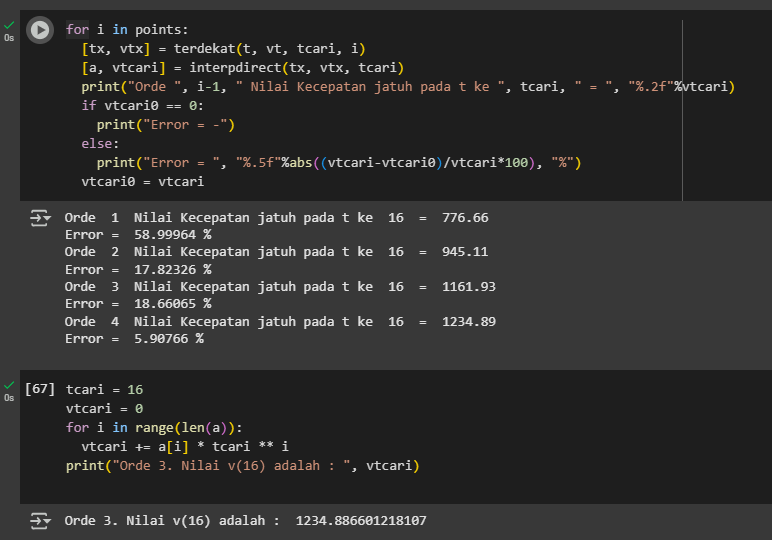 0s
for i in points:
[tx, vtx] = terdekat(t, vt, tcari, i)
[a, vtcari] = interpdirect(tx, vtx, tcari)
print("Orde ", i-1, " Nilai Kecepatan jatuh pada t ke ", tcari, " = ", "%.2f"%vtcari)
if vtcari0 == 0:
print("Error = -")
else:
print("Error = ", "%.5f"%abs((vtcari-vtcari0)/vtcari*100), "%")
vtcari0 = vtcari
Orde  1  Nilai Kecepatan jatuh pada t ke  16  =  776.66
Error =  58.99964 %
Orde  2  Nilai Kecepatan jatuh pada t ke  16  =  945.11
Error =  17.82326 %
Orde  3  Nilai Kecepatan jatuh pada t ke  16  =  1161.93
Error =  18.66065 %
Orde  4  Nilai Kecepatan jatuh pada t ke  16  =  1234.89
Error =  5.90766 %
0s
[67] tcari = 16
vtcari = 0
for i in range(len(a)):
vtcari += a[i] * tcari ** i
print("Orde 3. Nilai v(16) adalah : ", vtcari)
Orde 3. Nilai v(16) adalah :  1234.886601218107